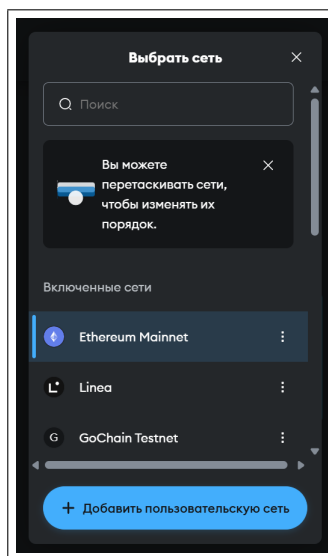 Выбрать сеть
Поиск
Вы можете
перетаскивать сети,
чтобы изменять их
порядок.
Включенные сети
Ethereum Mainnet
L
Linea
G
GoChain Testnet
+ Добавить пользовательскую сеть